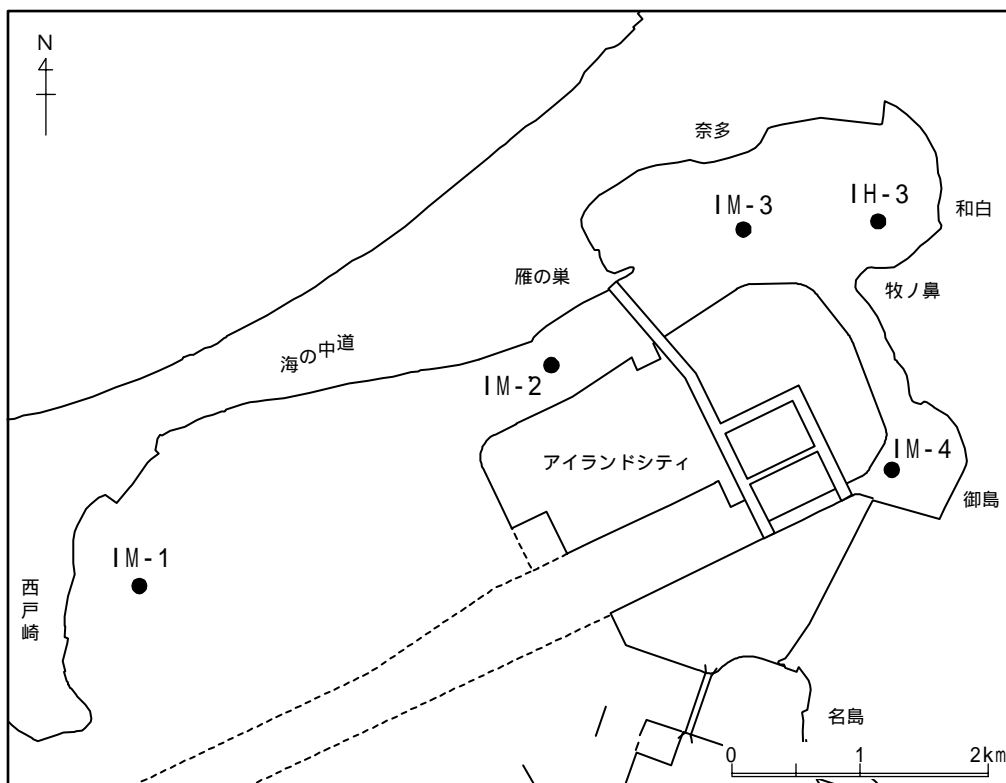 N
奈多
IM-3
IH-3
和白
雁の巣
牧ノ鼻
海の中道
IM-2
アイランドシティ
IM-4
御島
IM-1
西戸崎
名島
0 1 2km